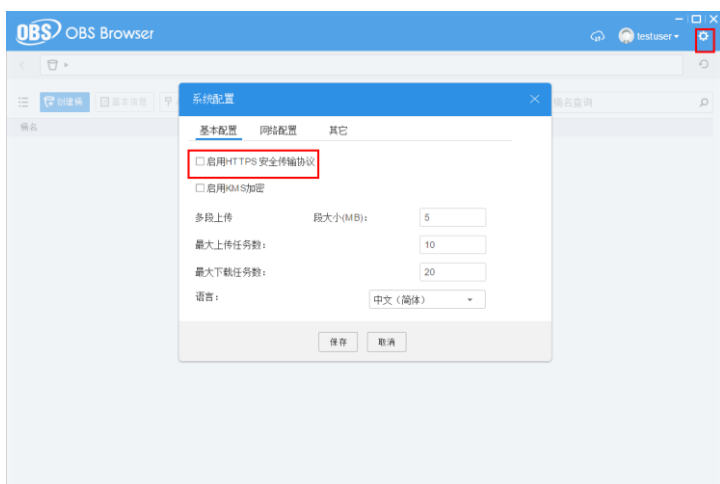 OBS OBS Browser
testuser
创建桶 基本信息
桶名查询
桶名
系统配置
基本配置 网络配置 其它
启用HTTPS安全传输协议
启用KMS加密
多段上传 段大小(MB)： 5
最大上传任务数： 10
最大下载任务数： 20
语言： 中文（简体）
保存 取消